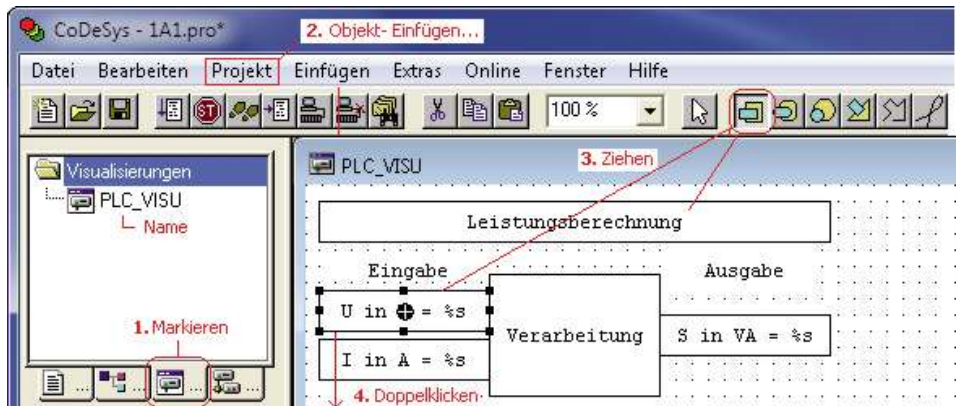 CoDeSys - 1A1.pro*
2. Objekt- Einfügen...
Datei Bearbeiten Projekt Einfügen Extras Online Fenster Hilfe
STOP
100 %
Visualisierungen
PLC_VISU
Name
1. Markieren
... ... ... ...
PLC_VISU
3. Ziehen
Leistungsberechnung
Eingabe
Ausgabe
U in = %s
Verarbeitung
S in VA = %s
I in A = %s
4. Doppelklicken